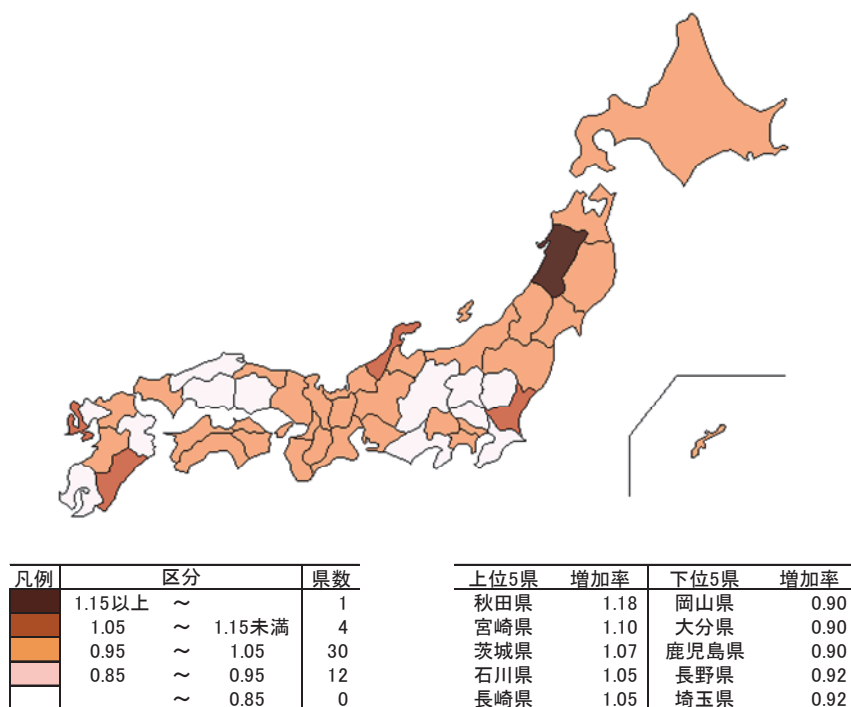 凡例 区分 県数
1.15以上 ～ 1
1.05 ～ 1.15未満 4
0.95 ～ 1.05 30
0.85 ～ 0.95 12
～ 0.85 0
上位5県 増加率 下位5県 増加率
秋田県 1.18 岡山県 0.90
宮崎県 1.10 大分県 0.90
茨城県 1.07 鹿児島県 0.90
石川県 1.05 長野県 0.92
長崎県 1.05 埼玉県 0.92